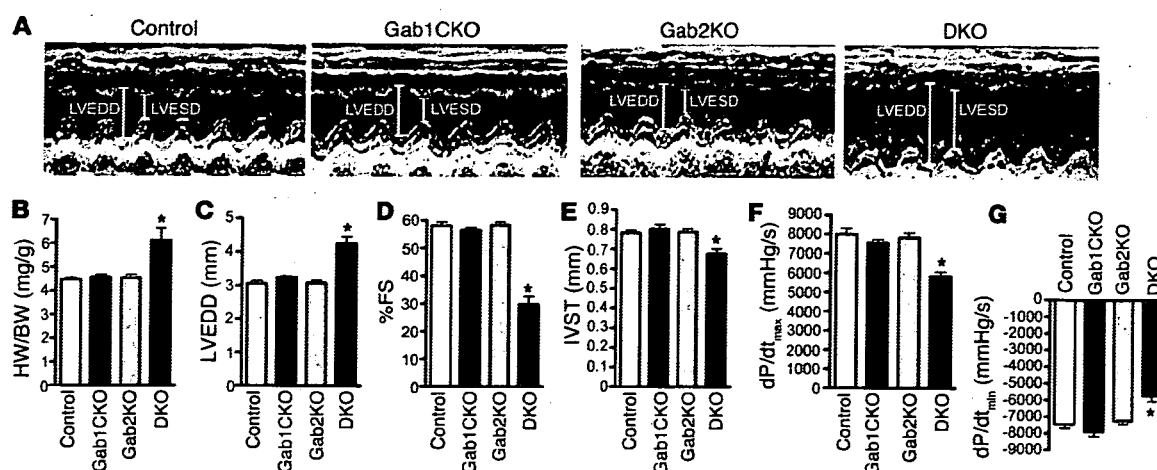 A
Control
Gab1CKO
Gab2KO
DKO
LVEDD
LVESD
LVEDD
LVESD
LVEDD
LVESD
LVEDD
LVESD
B
HW/BW (mg/g)
7
6
5
4
3
2
1
0
Control
Gab1CKO
Gab2KO
DKO
*
C
LVEDD (mm)
5
4
3
2
1
0
Control
Gab1CKO
Gab2KO
DKO
*
D
%FS
60
50
40
30
20
10
0
Control
Gab1CKO
Gab2KO
DKO
*
E
IVST (mm)
0.9
0.8
0.7
0.6
0.5
0.4
0.3
0.2
0.1
0
Control
Gab1CKO
Gab2KO
DKO
*
F
dP/dtmax (mmHg/s)
9000
8000
7000
6000
5000
4000
3000
2000
1000
0
Control
Gab1CKO
Gab2KO
DKO
*
G
Control
Gab1CKO
Gab2KO
DKO
dP/dtmin (mmHg/s)
0
-1000
-2000
-3000
-4000
-5000
-6000
-7000
-8000
-9000
*